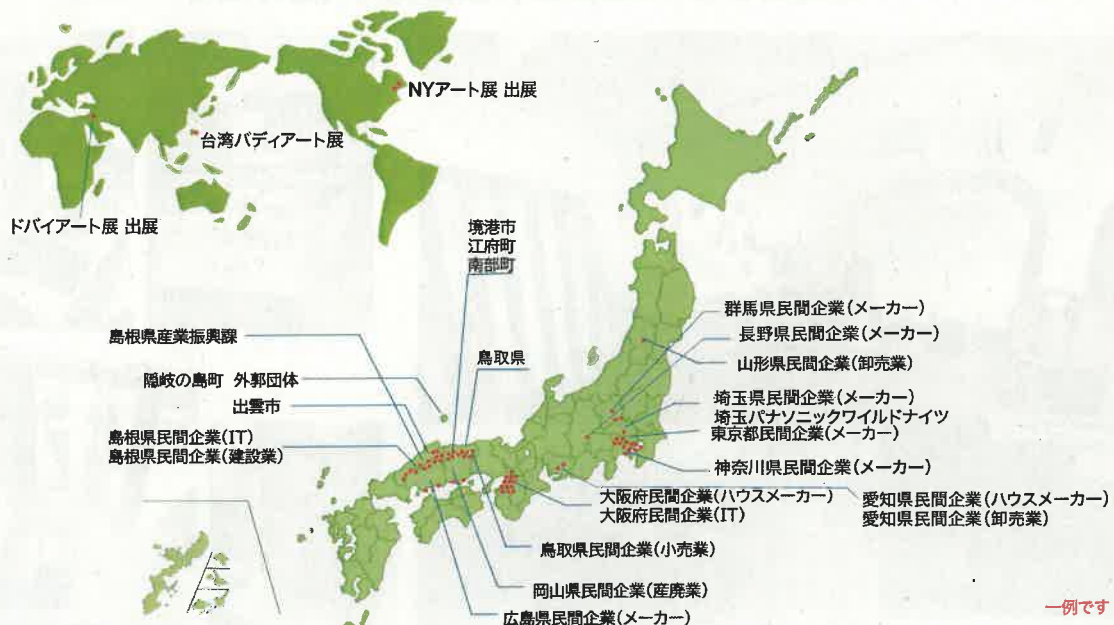 NYアート展 出展
台湾バディアート展
ドバイアート展 出展
境港市
江府町
南部町
島根県産業振興課
鳥取県
隠岐の島町 外郭団体
出雲市
島根県民間企業(IT)
島根県民間企業(建設業)
群馬県民間企業(メーカー)
長野県民間企業(メーカー)
山形県民間企業(卸売業)
埼玉県民間企業(メーカー)
埼玉パナソニックワイルドナイツ
東京都民間企業(メーカー)
神奈川県民間企業(メーカー)
大阪府民間企業(ハウスメーカー)
大阪府民間企業(IT)
愛知県民間企業(ハウスメーカー)
愛知県民間企業(卸売業)
鳥取県民間企業(小売業)
岡山県民間企業(産廃業)
広島県民間企業(メーカー)
一例です